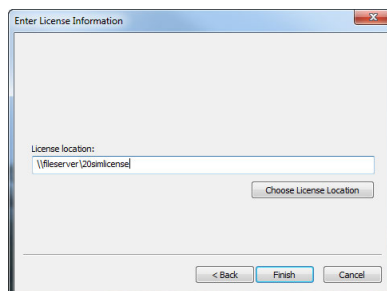 Enter License Information
License location:
\\fileserver\20simlicense
Choose License Location
< Back Finish Cancel